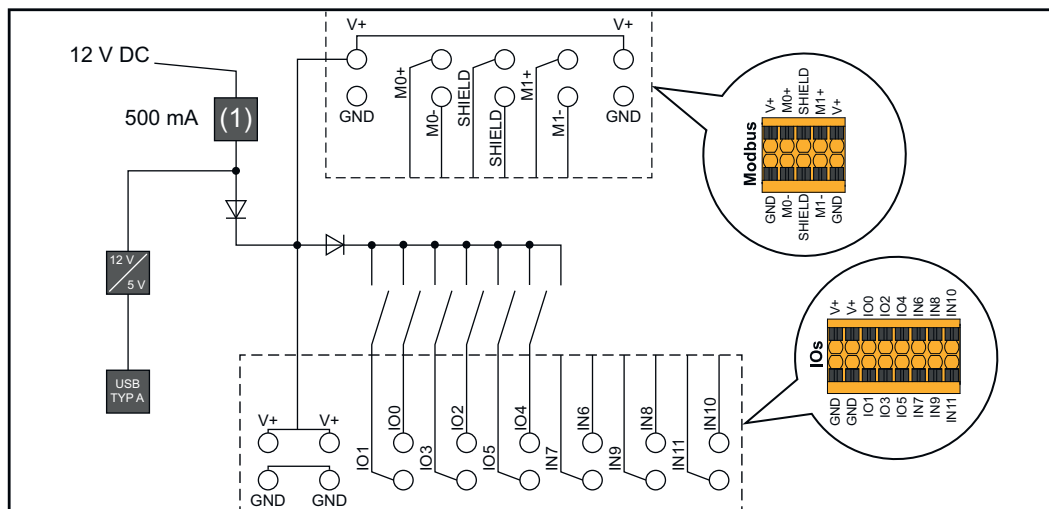 12 V DC
500 mA
(1)
12 V
5 V
USB
TYP A
V+
V+
GND
M0+
M0-
SHIELD
SHIELD
M1+
M1-
GND
Modbus
V+
M0+
SHIELD
M1+
V+
GND
M0-
SHIELD
M1-
GND
V+
V+
GND
GND
IO1
IO0
IO3
IO2
IO5
IO4
IN7
IN6
IN9
IN8
IN11
IN10
IOs
V+
V+
IO0
IO2
IO4
IN6
IN8
IN10
GND
GND
IO1
IO3
IO5
IN7
IN9
IN11